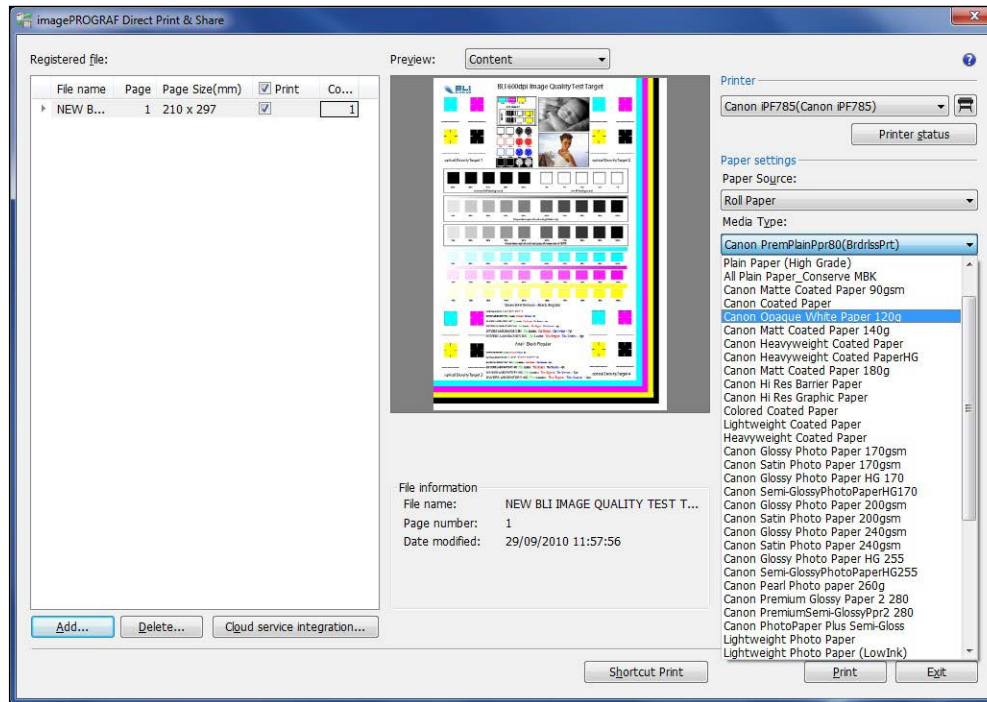 imagePROGRAF Direct Print & Share
Registered file:
File name Page Page Size(mm) Print Co...
NEW B... 1 210 x 297 1
Add... Delete... Cloud service integration...
Preview: Content
BLI
BLI 600dpi Image Quality Test Target
File information
File name: NEW BLI IMAGE QUALITY TEST T...
Page number: 1
Date modified: 29/09/2010 11:57:56
Printer
Canon iPF785(Canon iPF785)
Printer status
Paper settings
Paper Source:
Roll Paper
Media Type:
Canon PremPlainPpr80(BrdrlssPrt)
Plain Paper (High Grade)
All Plain Paper_Conserve MBK
Canon Matte Coated Paper 90gsm
Canon Coated Paper
Canon Opaque White Paper 120g
Canon Matt Coated Paper 140g
Canon Heavyweight Coated Paper
Canon Heavyweight Coated PaperHG
Canon Matt Coated Paper 180g
Canon Hi Res Barrier Paper
Canon Hi Res Graphic Paper
Colored Coated Paper
Lightweight Coated Paper
Heavyweight Coated Paper
Canon Glossy Photo Paper 170gsm
Canon Satin Photo Paper 170gsm
Canon Glossy Photo Paper HG 170
Canon Semi-GlossyPhotoPaperHG170
Canon Glossy Photo Paper 200gsm
Canon Satin Photo Paper 200gsm
Canon Glossy Photo Paper 240gsm
Canon Satin Photo Paper 240gsm
Canon Glossy Photo Paper HG 255
Canon Semi-GlossyPhotoPaperHG255
Canon Pearl Photo paper 260g
Canon Premium Glossy Paper 2 280
Canon PremiumSemi-GlossyPpr2 280
Canon PhotoPaper Plus Semi-Gloss
Lightweight Photo Paper
Lightweight Photo Paper (LowInk)
Shortcut Print Print Exit